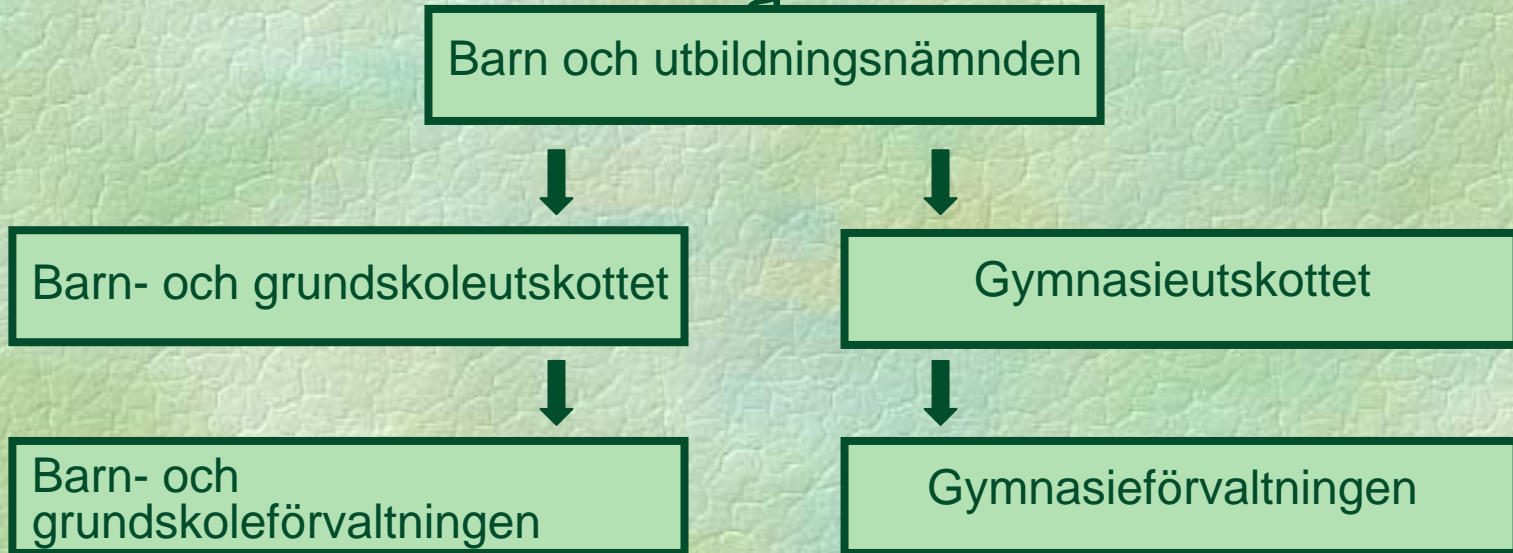 Barn och utbildningsnämnden
Barn- och grundskoleutskottet
Gymnasieutskottet
Barn- och
grundskoleförvaltningen
Gymnasieförvaltningen